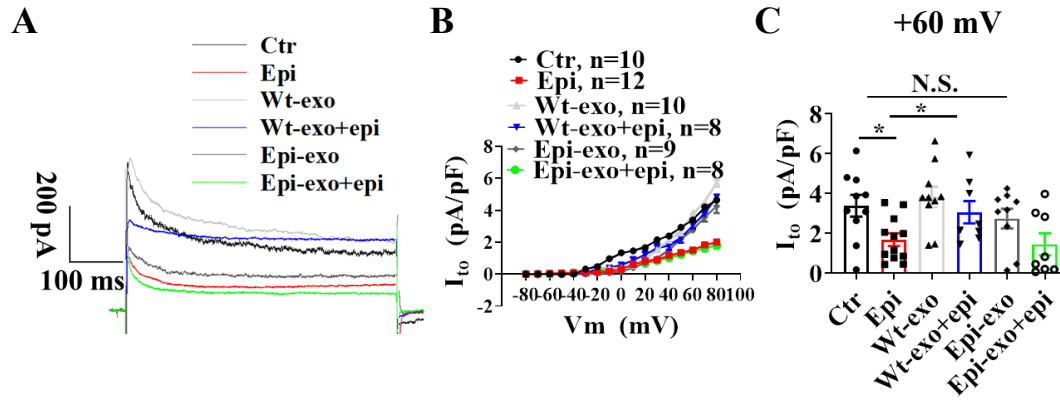 A
Ctr
Epi
Wt-exo
Wt-exo+epi
Epi-exo
Epi-exo+epi
200 pA
100 ms
B
Ctr, n=10
Epi, n=12
Wt-exo, n=10
Wt-exo+epi, n=8
Epi-exo, n=9
Epi-exo+epi, n=8
Ito (pA/pF)
8
6
4
2
0
-2
-80 -60 -40 -20 0 20 40 60 80 100
Vm (mV)
C
+60 mV
N.S.
*
*
Ito (pA/pF)
8
6
4
2
0
Ctr
Epi
Wt-exo
Wt-exo+epi
Epi-exo
Epi-exo+epi